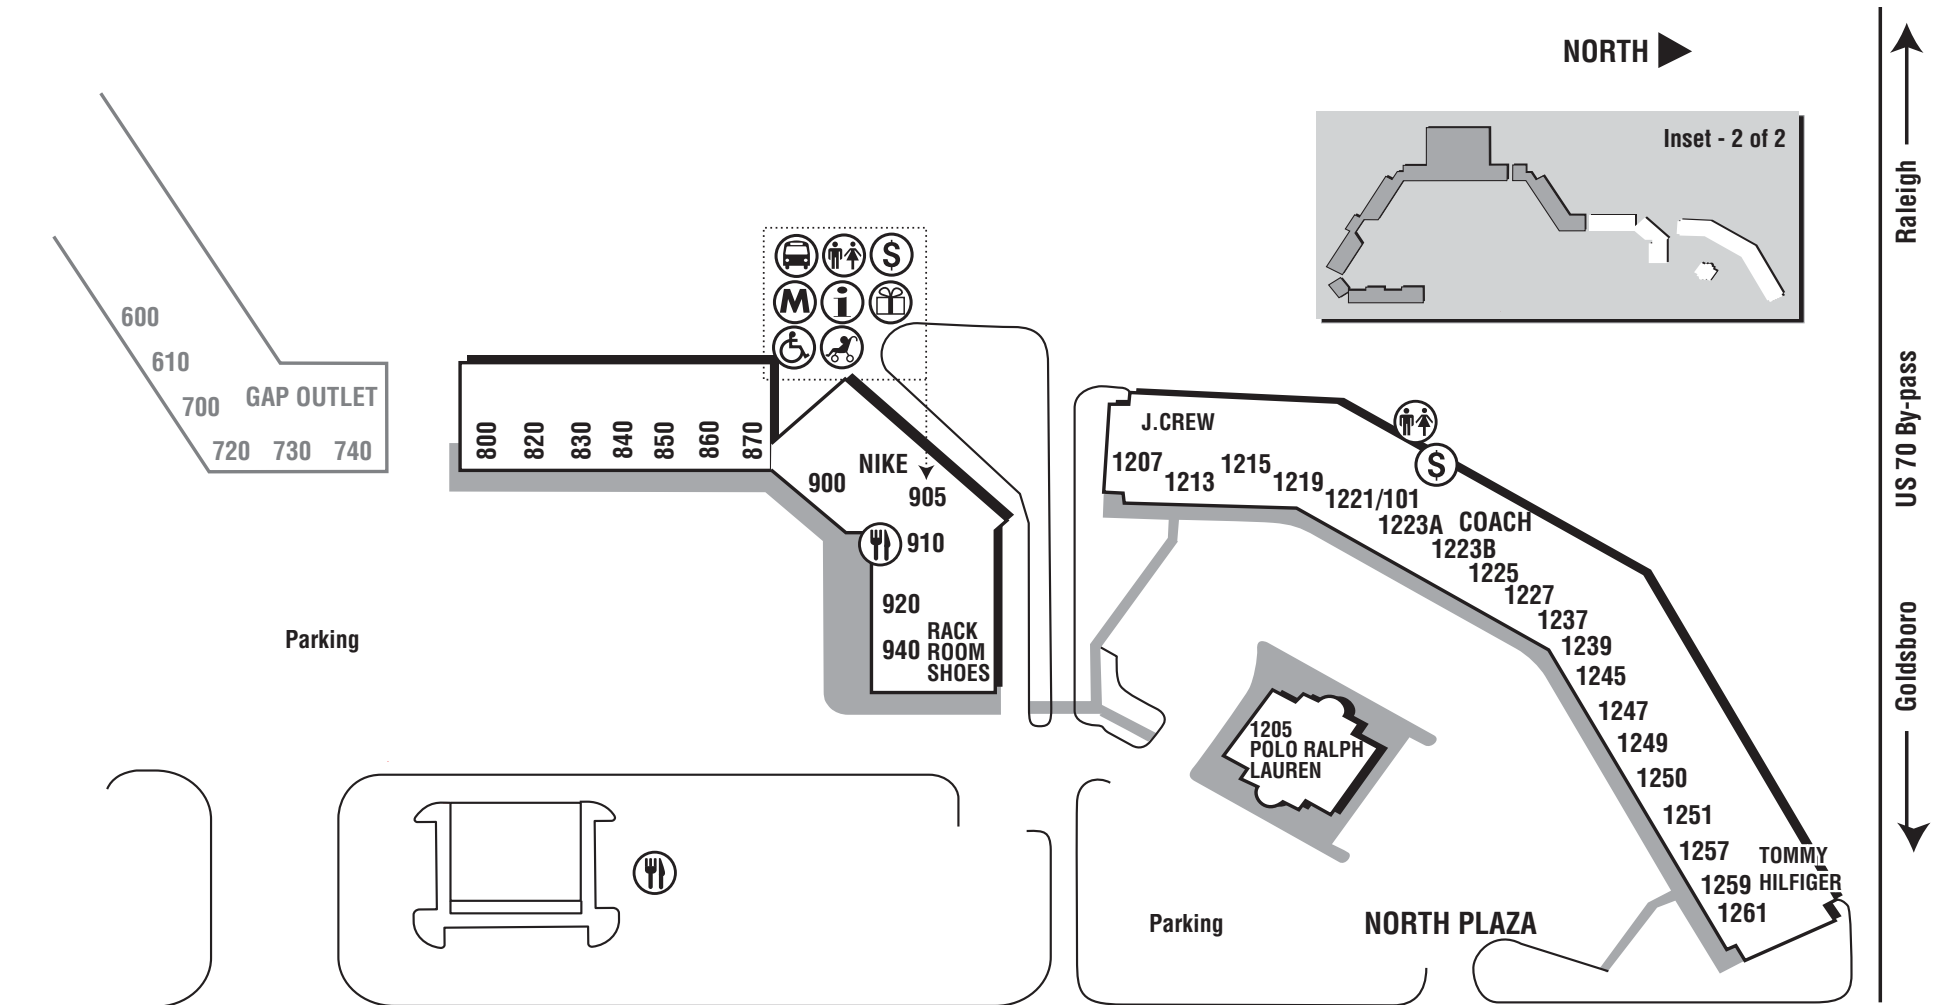 NORTH
Inset - 2 of 2
Raleigh
US 70 By-pass
Goldsboro
600
610
700
GAP OUTLET
720 730 740
$
M
i
800
820
830
840
850
860
870
NIKE
900
905
910
920
940
RACK
ROOM
SHOES
J.CREW
1207
1213
1215
1219
$
1221/101
1223A
COACH
1223B
1225
1227
1237
1239
1245
1247
1249
1250
1251
1257
1259
1261
TOMMY
HILFIGER
1205
POLO RALPH
LAUREN
Parking
Parking
NORTH PLAZA